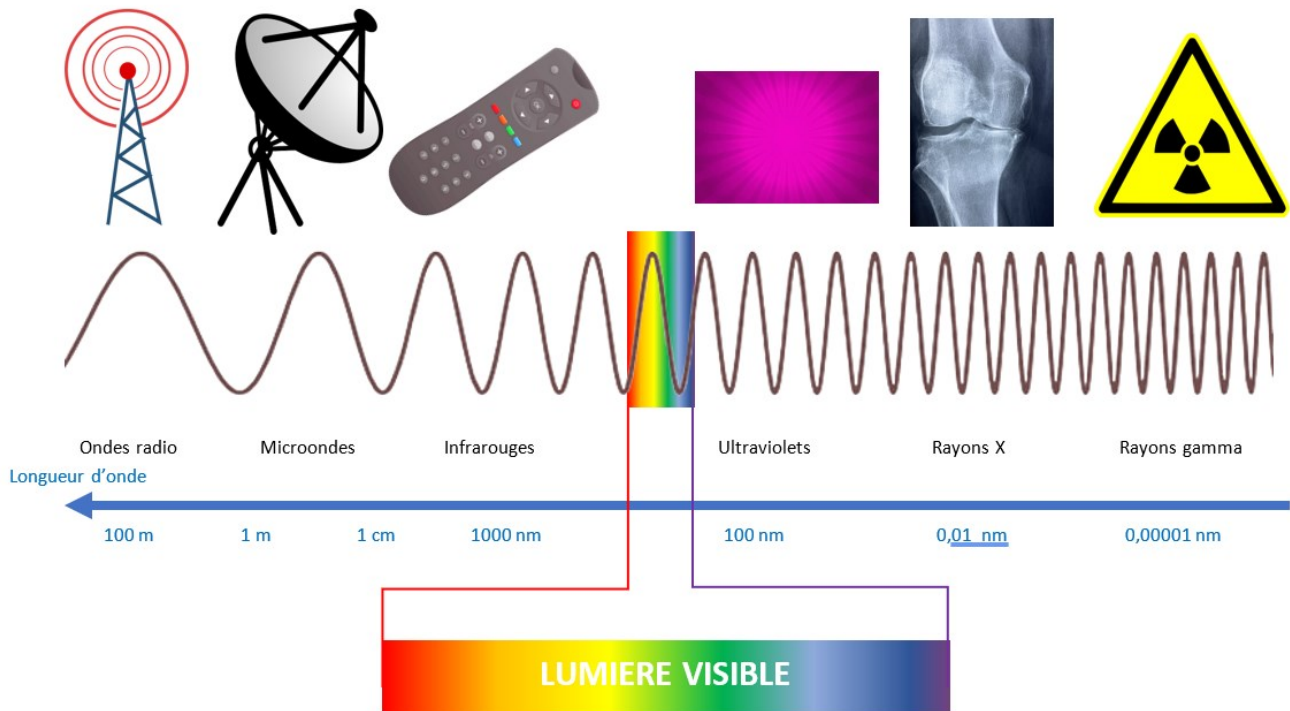 Ondes radio
Microondes
Infrarouges
Ultraviolets
Rayons X
Rayons gamma
Longueur d’onde
100 m
1 m
1 cm
1000 nm
100 nm
0,01 nm
0,00001 nm
LUMIERE VISIBLE